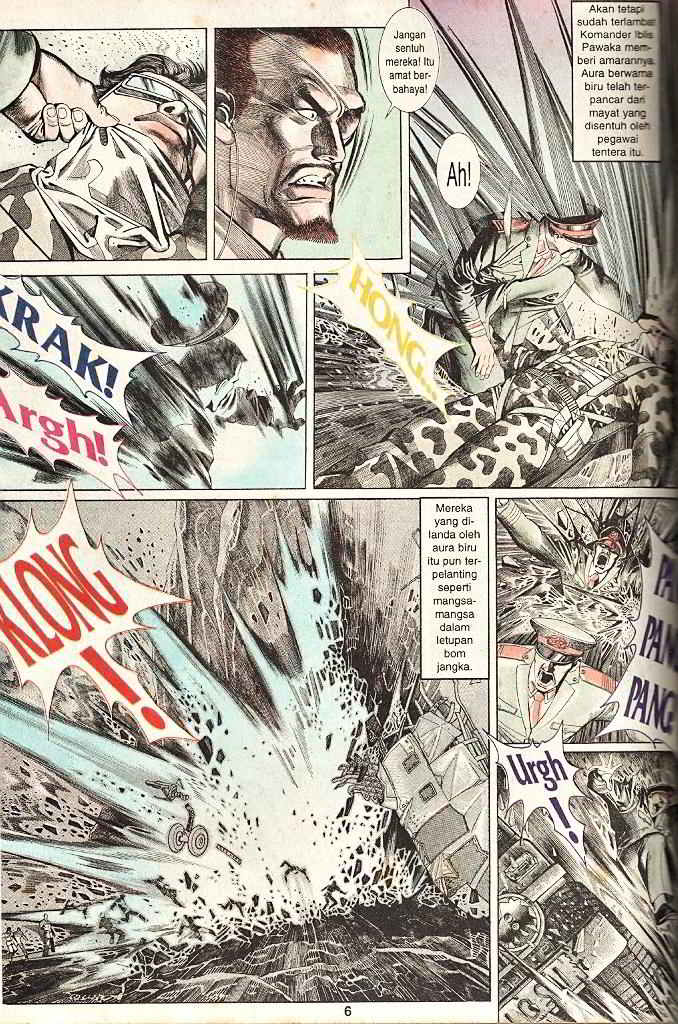 Jangan
sentuh
mereka! Itu
amat ber-
bahaya!
Akan tetapi
sudah terlambat
Komander Iblis
Pawaka mem-
beri amarannya.
Aura berwarna
biru telah ter-
pancar dari
mayat yang
disentuh oleh
pegawai
tentera itu.
Ah!
KRAK!
Argh!
HONG...
KLONG
!.
Mereka
yang di-
landa oleh
aura biru
itu pun ter-
pelanting
seperti
mangsa-
mangsa
dalam
letupan
bom
jangka.
PANG
PANG
Urgh
!
6